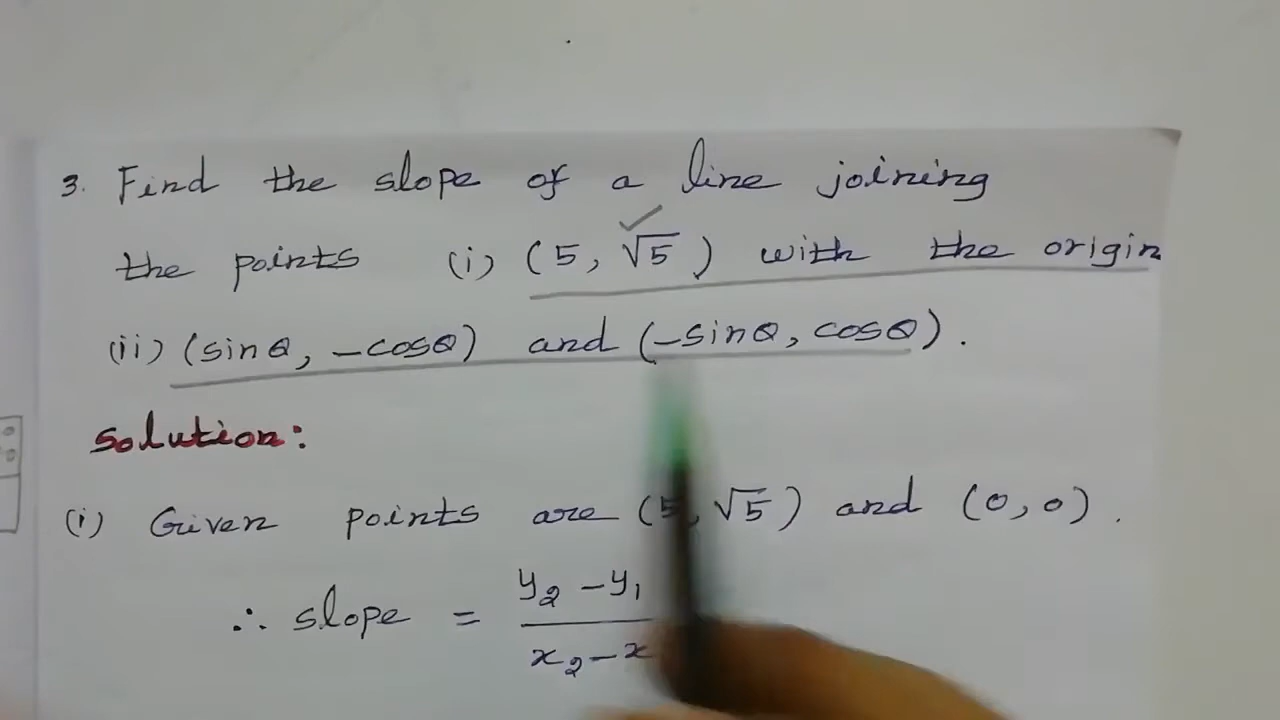 3. Find the slope of a line joining
the points (i) (5, √5) with the origin
(ii) (sinθ, -cosθ) and (-sinθ, cosθ).
Solution:
(i) Given points are (5, √5) and (0,0).
∴ slope = y₂ - y₁
x₂ - x